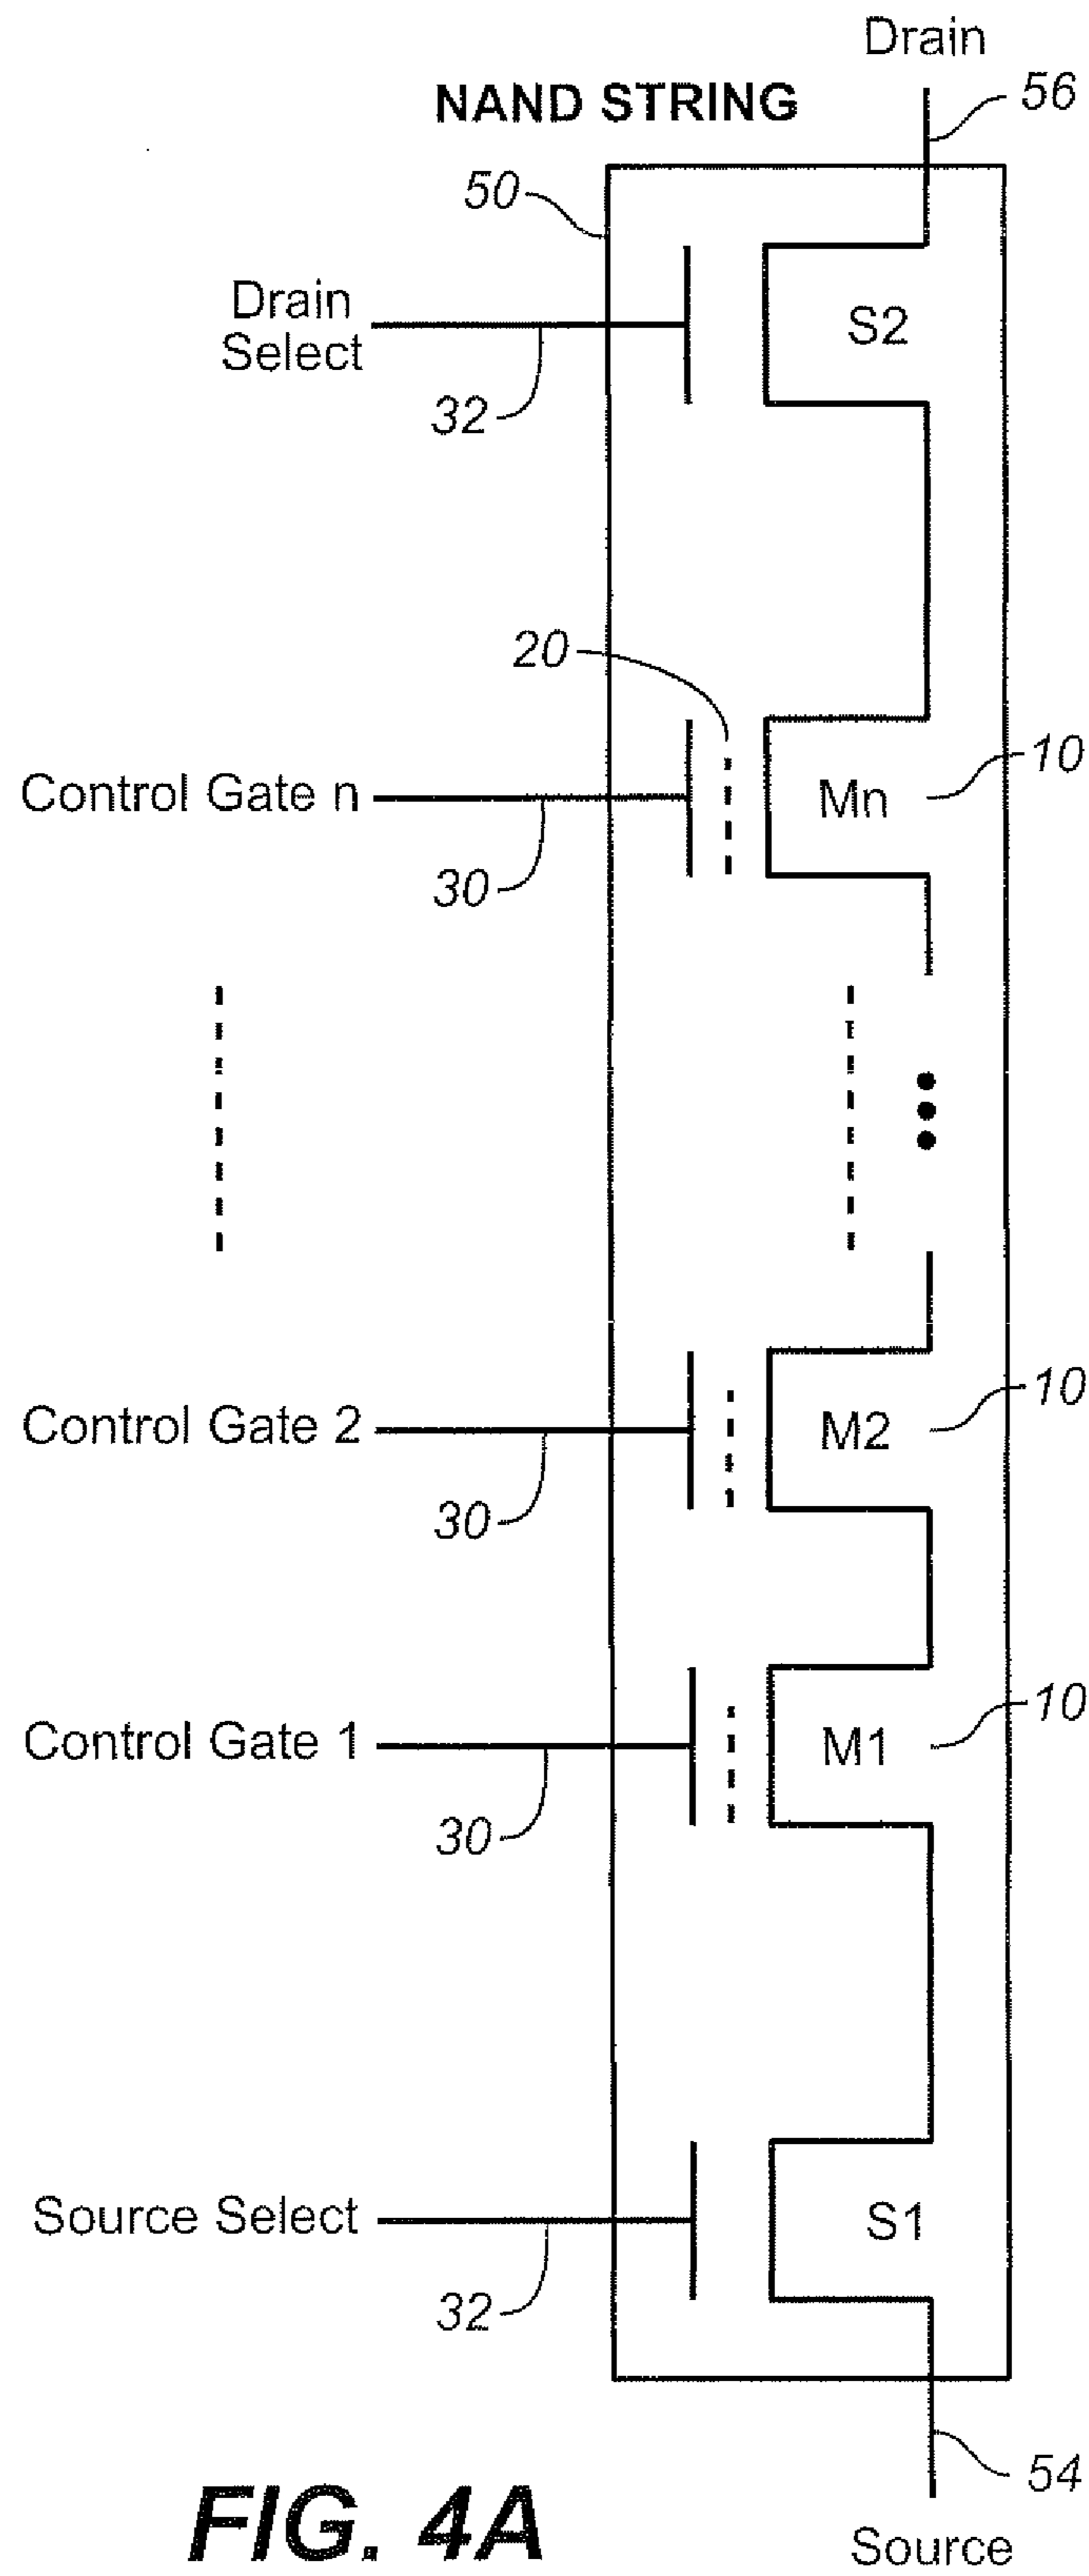 Drain
56
NAND STRING
50
Drain
Select
S2
32
20
Control Gate n
Mn
10
30
Control Gate 2
M2
10
30
Control Gate 1
M1
10
30
Source Select
S1
32
54
FIG. 4A
Source